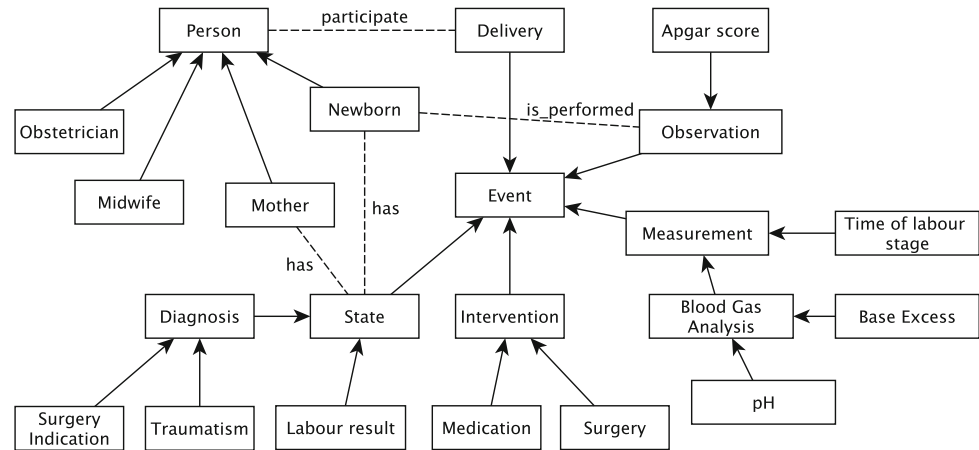 participate
Person
Delivery
Apgar score
Newborn
is_performed
Obstetrician
Observation
Midwife
Mother
has
Event
Measurement
Time of labour
stage
has
Diagnosis
State
Intervention
Blood Gas
Analysis
Base Excess
Surgery
Indication
Traumatism
Labour result
Medication
Surgery
pH